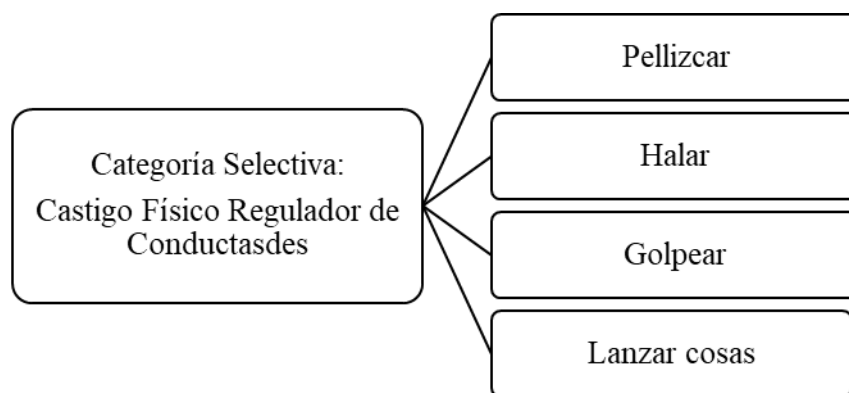 Categoría Selectiva:
Castigo Físico Regulador de
Conductasdes
Pellizcar
Halar
Golpear
Lanzar cosas